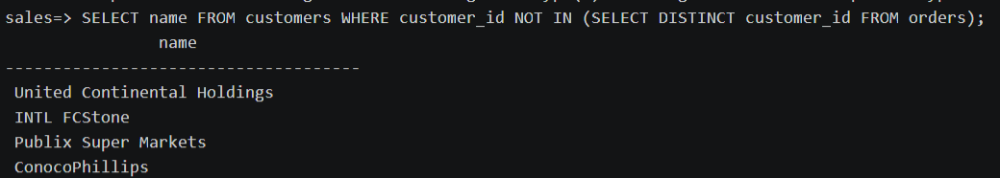 sales=> SELECT name FROM customers WHERE customer_id NOT IN (SELECT DISTINCT customer_id FROM orders);
name
-------------------------------------
United Continental Holdings
INTL FCStone
Publix Super Markets
ConocoPhillips